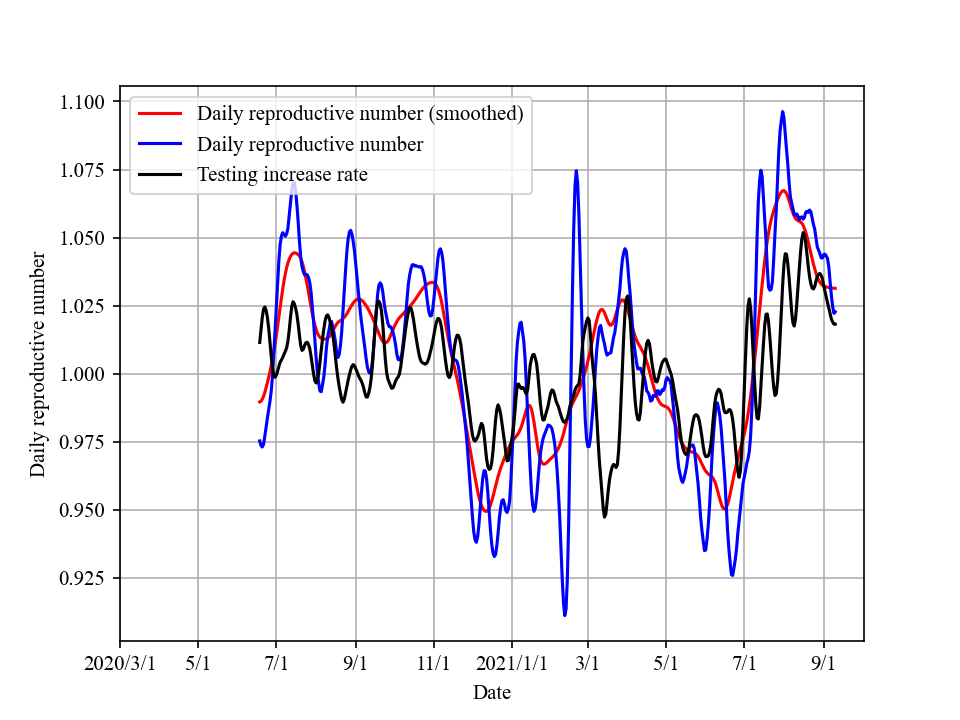 1.100
1.075
1.050
1.025
1.000
0.975
0.950
0.925
Daily reproductive number
Daily reproductive number (smoothed)
Daily reproductive number
Testing increase rate
2020/3/1 5/1 7/1 9/1 11/1 2021/1/1 3/1 5/1 7/1 9/1
Date